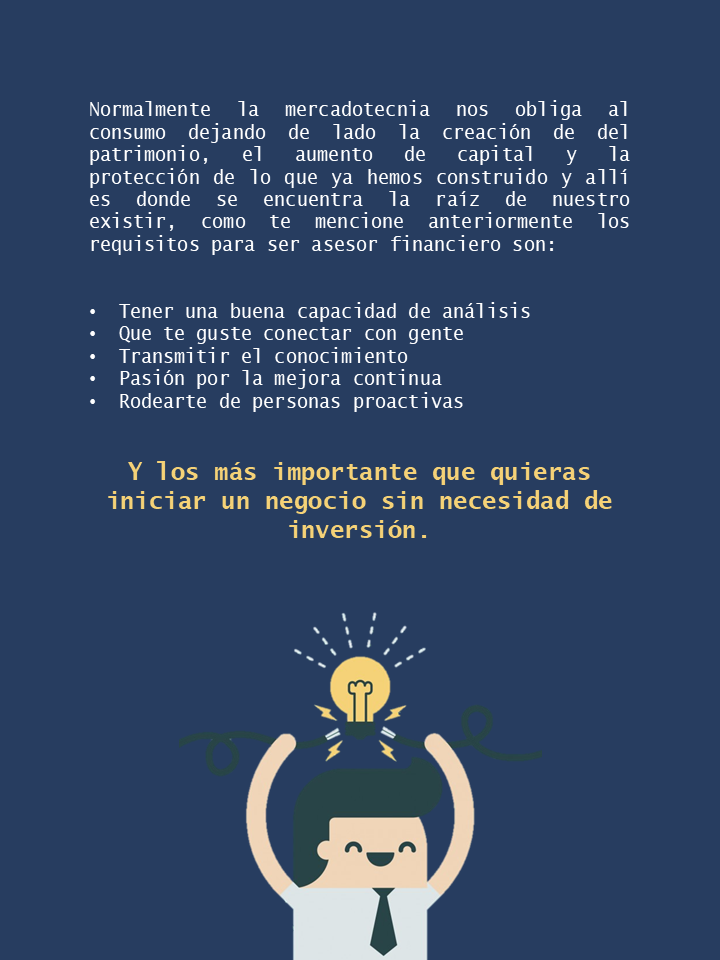 Normalmente la mercadotecnia nos obliga al
consumo dejando de lado la creación de del
patrimonio, el aumento de capital y la
protección de lo que ya hemos construido y allí
es donde se encuentra la raíz de nuestro
existir, como te mencione anteriormente los
requisitos para ser asesor financiero son:
• Tener una buena capacidad de análisis
• Que te guste conectar con gente
• Transmitir el conocimiento
• Pasión por la mejora continua
• Rodearte de personas proactivas
Y los más importante que quieras
iniciar un negocio sin necesidad de
inversión.